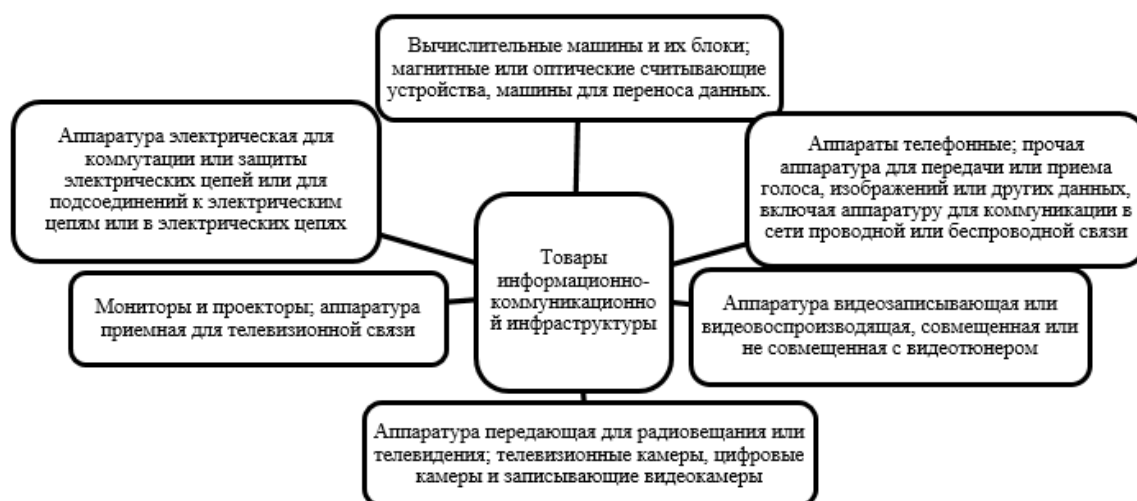 Вычислительные машины и их блоки;
магнитные или оптические считывающие
устройства, машины для переноса данных.
Аппаратура электрическая для
коммутации или защиты
электрических цепей или для
подсоединений к электрическим
цепям или в электрических цепях
Аппараты телефонные; прочая
аппаратура для передачи или приема
голоса, изображений или других данных,
включая аппаратуру для коммуникации в
сети проводной или беспроводной связи
Товары
информационно-
коммуникационно
й инфраструктуры
Мониторы и проекторы; аппаратура
приемная для телевизионной связи
Аппаратура видеозаписывающая или
видеовоспроизводящая, совмещенная или
не совмещенная с видеотюнером
Аппаратура передающая для радиовещания или
телевидения; телевизионные камеры, цифровые
камеры и записывающие видеокамеры